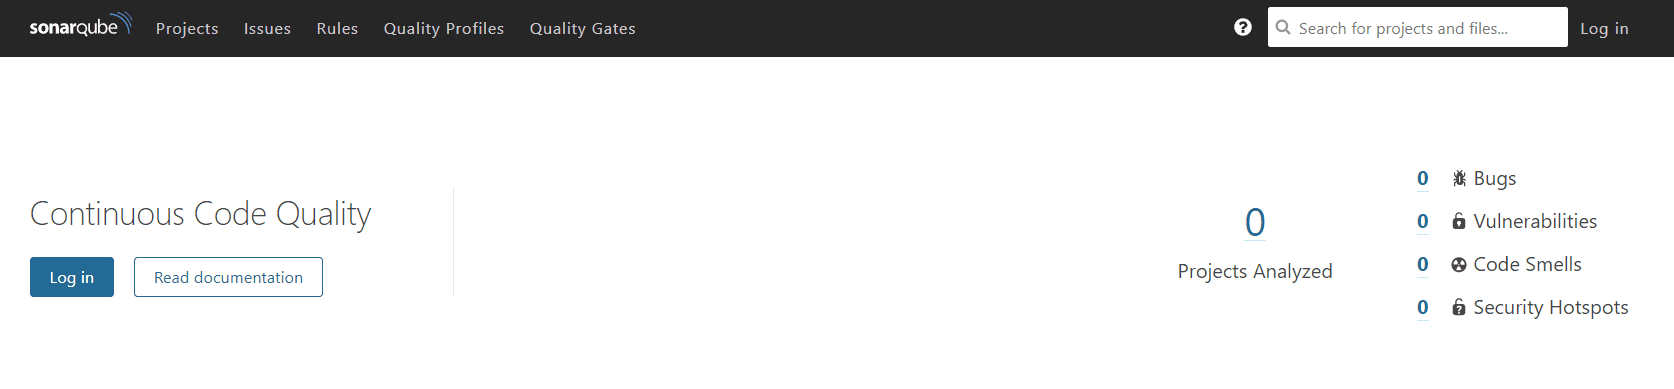 sonarqube Projects Issues Rules Quality Profiles Quality Gates ? Search for projects and files... Log in
Continuous Code Quality
Log in Read documentation
0
Projects Analyzed
0 Bugs
0 Vulnerabilities
0 Code Smells
0 Security Hotspots